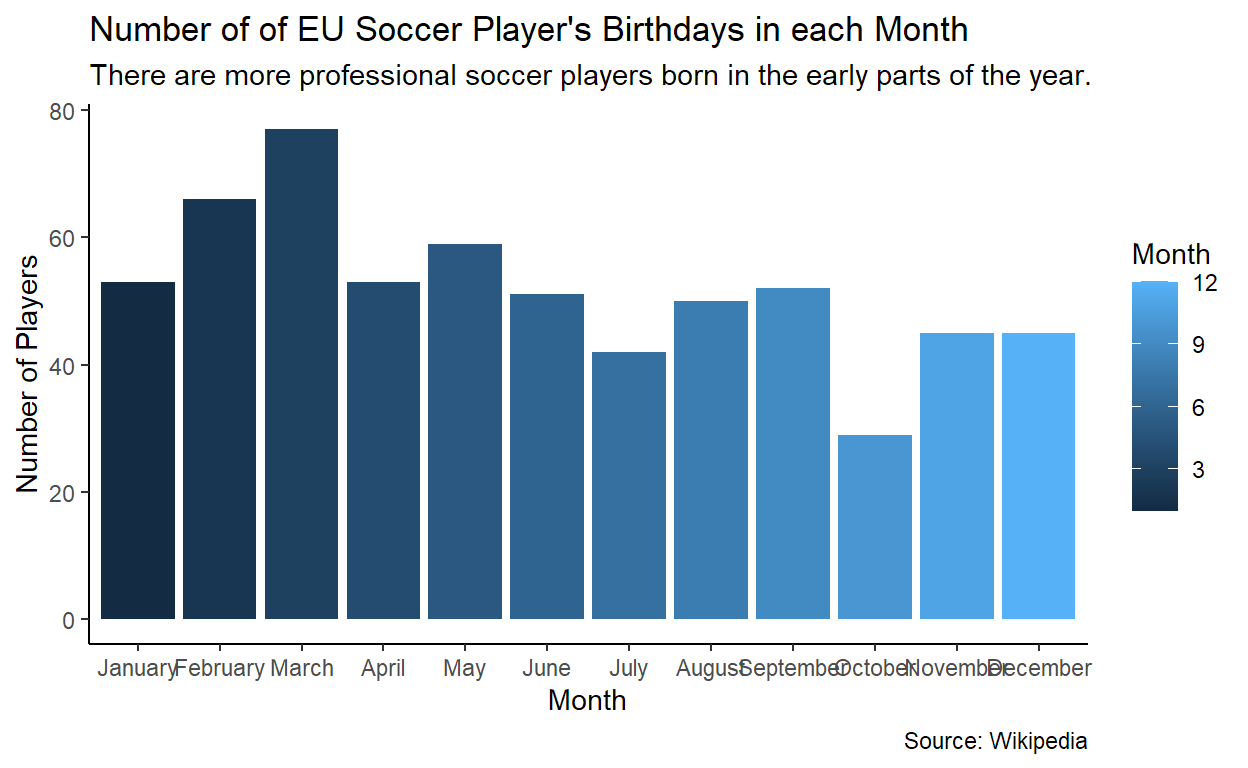 Number of of EU Soccer Player's Birthdays in each Month
There are more professional soccer players born in the early parts of the year.
80
60
40
20
0
Number of Players
January February March April May June July August September October November December
Month
Source: Wikipedia
Month
12
9
6
3